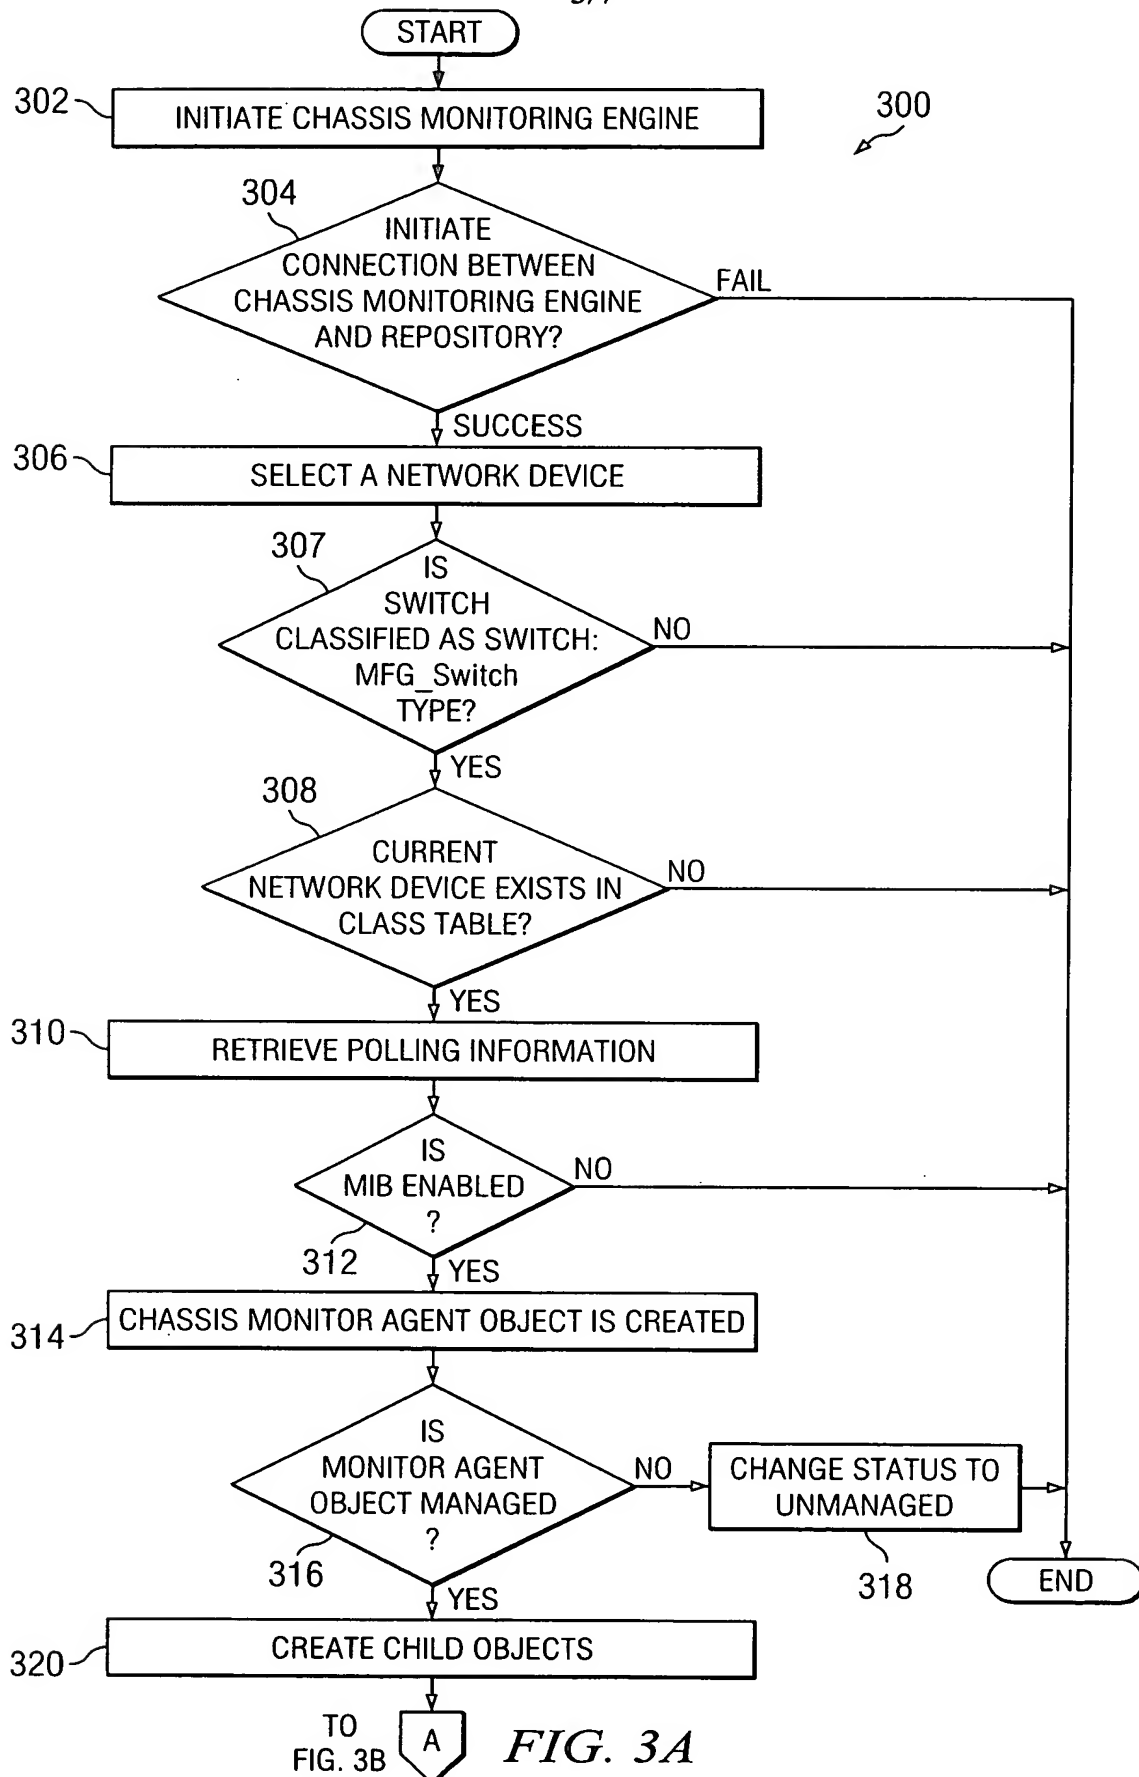 START
302
INITIATE CHASSIS MONITORING ENGINE
300
304
INITIATE
CONNECTION BETWEEN
CHASSIS MONITORING ENGINE
AND REPOSITORY?
FAIL
SUCCESS
306
SELECT A NETWORK DEVICE
307
IS
SWITCH
CLASSIFIED AS SWITCH:
MFG_Switch
TYPE?
NO
YES
308
CURRENT
NETWORK DEVICE EXISTS IN
CLASS TABLE?
NO
YES
310
RETRIEVE POLLING INFORMATION
IS
MIB ENABLED
?
NO
312
YES
314
CHASSIS MONITOR AGENT OBJECT IS CREATED
IS
MONITOR AGENT
OBJECT MANAGED
?
NO
316
CHANGE STATUS TO
UNMANAGED
318
END
YES
320
CREATE CHILD OBJECTS
TO
FIG. 3B
A
FIG. 3A